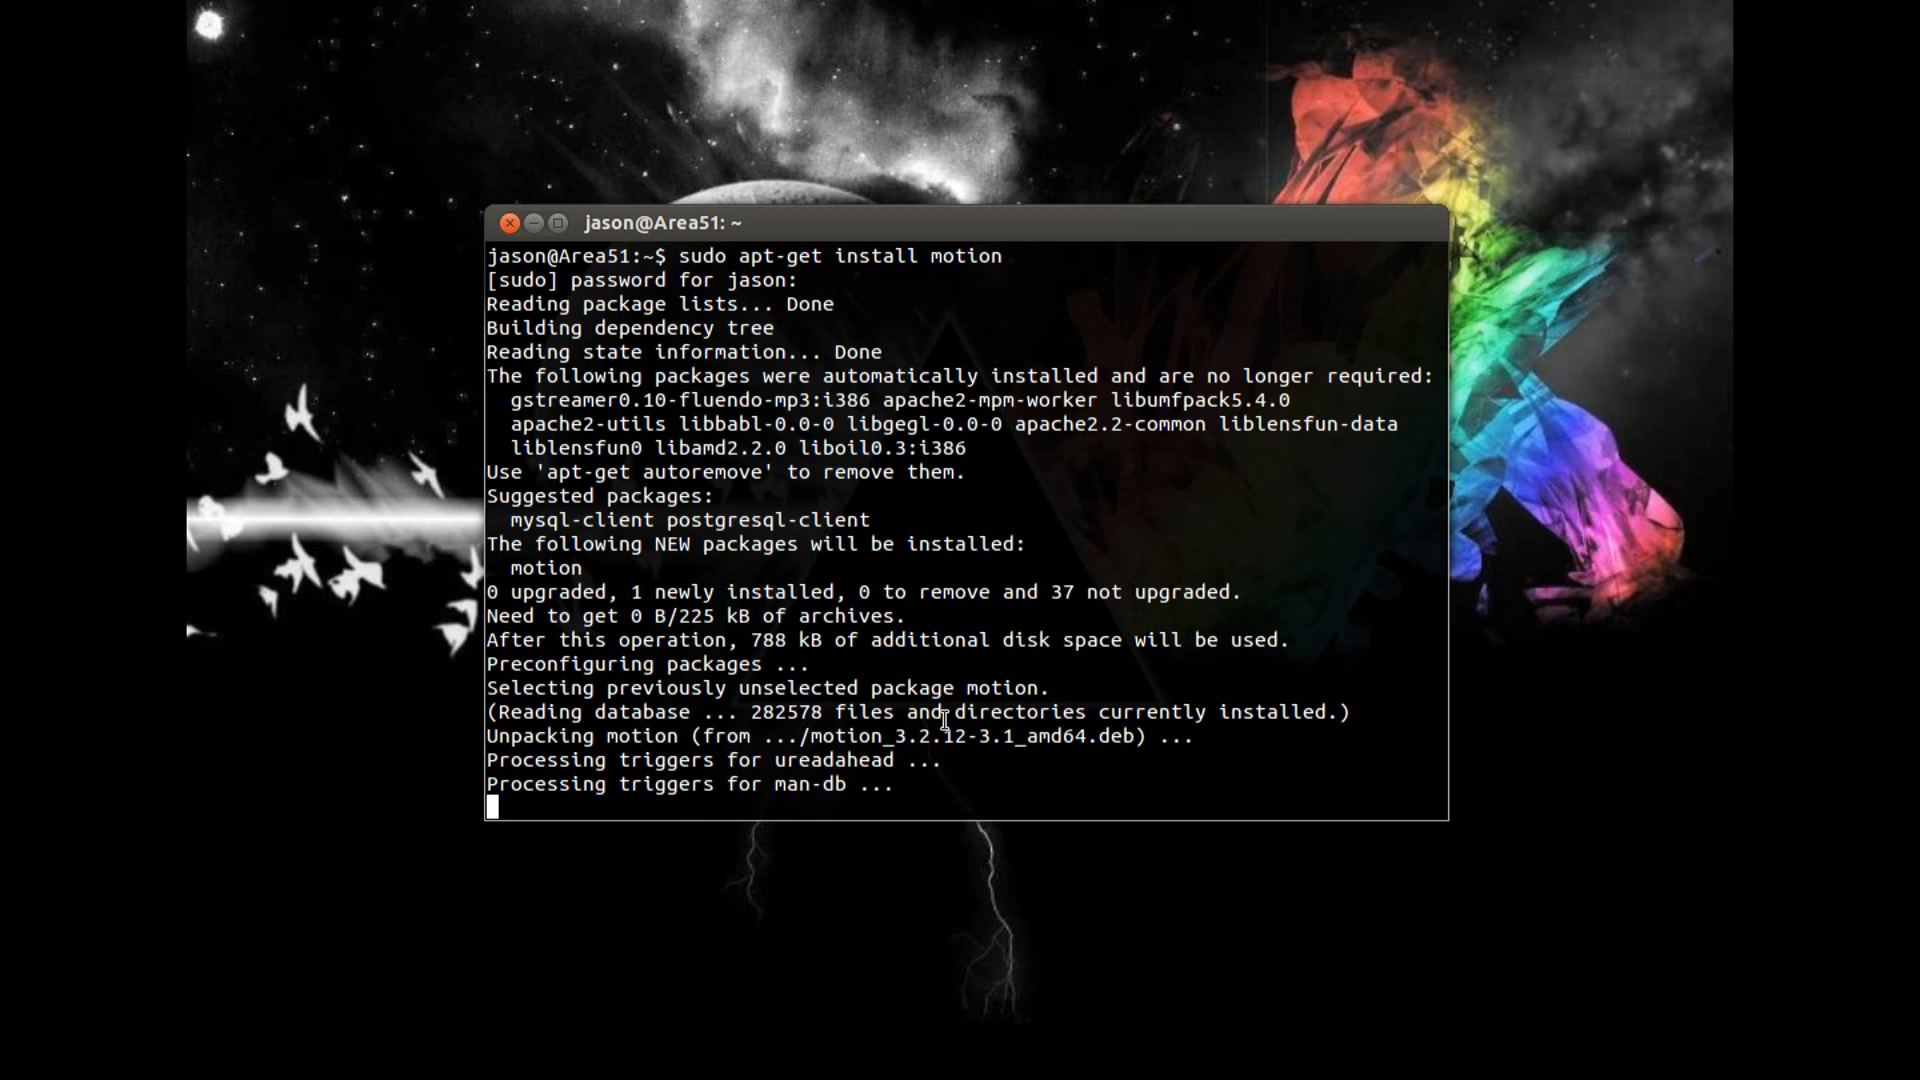 jason@Area51: ~
jason@Area51:~$ sudo apt-get install motion
[sudo] password for jason:
Reading package lists... Done
Building dependency tree
Reading state information... Done
The following packages were automatically installed and are no longer required:
  gstreamer0.10-fluendo-mp3:i386 apache2-mpm-worker libumfpack5.4.0
  apache2-utils libbabl-0.0-0 libgegl-0.0-0 apache2.2-common liblensfun-data
  liblensfun0 libamd2.2.0 liboil0.3:i386
Use 'apt-get autoremove' to remove them.
Suggested packages:
  mysql-client postgresql-client
The following NEW packages will be installed:
  motion
0 upgraded, 1 newly installed, 0 to remove and 37 not upgraded.
Need to get 0 B/225 kB of archives.
After this operation, 788 kB of additional disk space will be used.
Preconfiguring packages ...
Selecting previously unselected package motion.
(Reading database ... 282578 files and directories currently installed.)
Unpacking motion (from .../motion_3.2.12-3.1_amd64.deb) ...
Processing triggers for ureadahead ...
Processing triggers for man-db ...